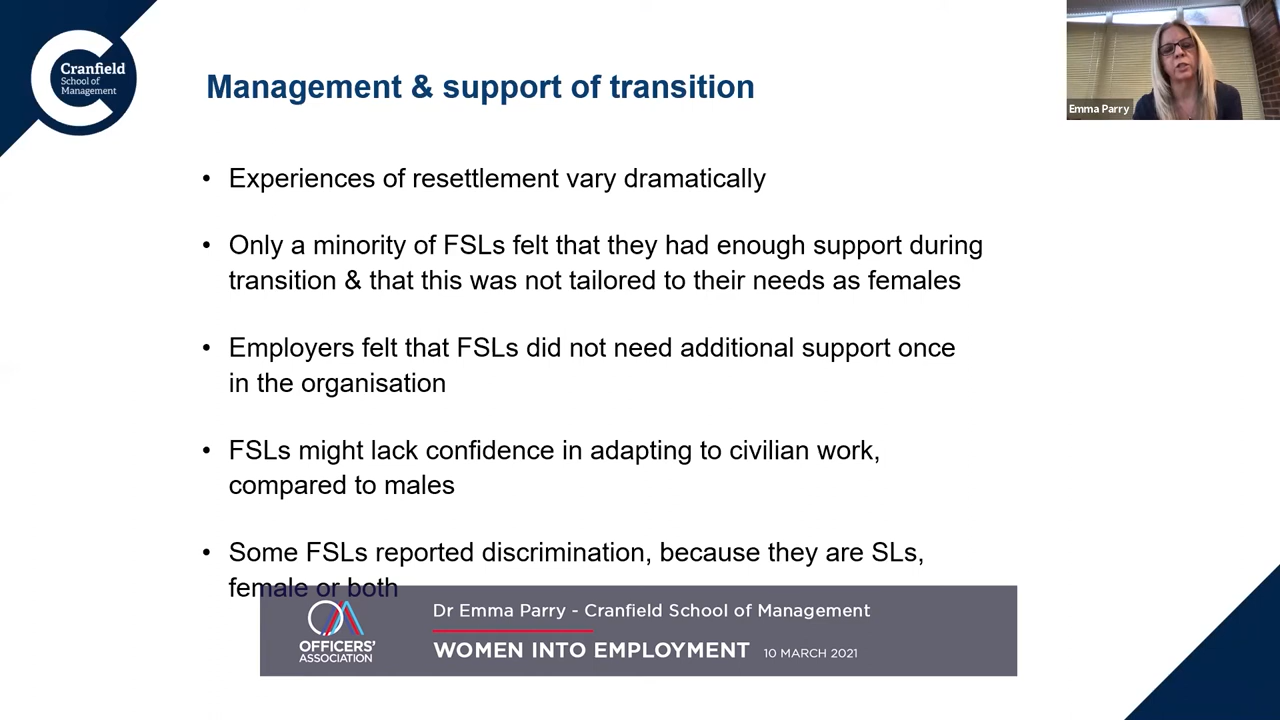 Cranfield
School of
Management
Management & support of transition
Emma Parry
• Experiences of resettlement vary dramatically
• Only a minority of FSLs felt that they had enough support during
transition & that this was not tailored to their needs as females
• Employers felt that FSLs did not need additional support once
in the organisation
• FSLs might lack confidence in adapting to civilian work,
compared to males
• Some FSLs reported discrimination, because they are SLs,
female or both
OFFICERS'
ASSOCIATION
Dr Emma Parry - Cranfield School of Management
WOMEN INTO EMPLOYMENT 10 MARCH 2021